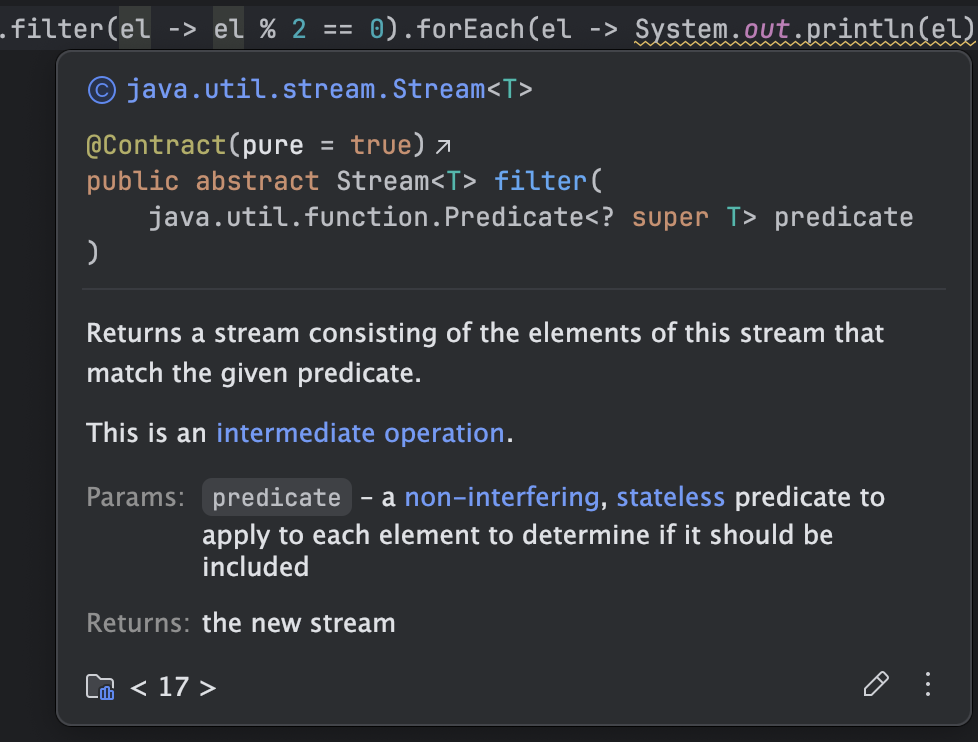 .filter(el -> el % 2 == 0).forEach(el -> System.out.println(el)
© java.util.stream.Stream<T>
@Contract(pure = true) ↗
public abstract Stream<T> filter(
    java.util.function.Predicate<? super T> predicate
)
Returns a stream consisting of the elements of this stream that
match the given predicate.
This is an intermediate operation.
Params: predicate – a non-interfering, stateless predicate to
apply to each element to determine if it should be
included
Returns: the new stream
< 17 >